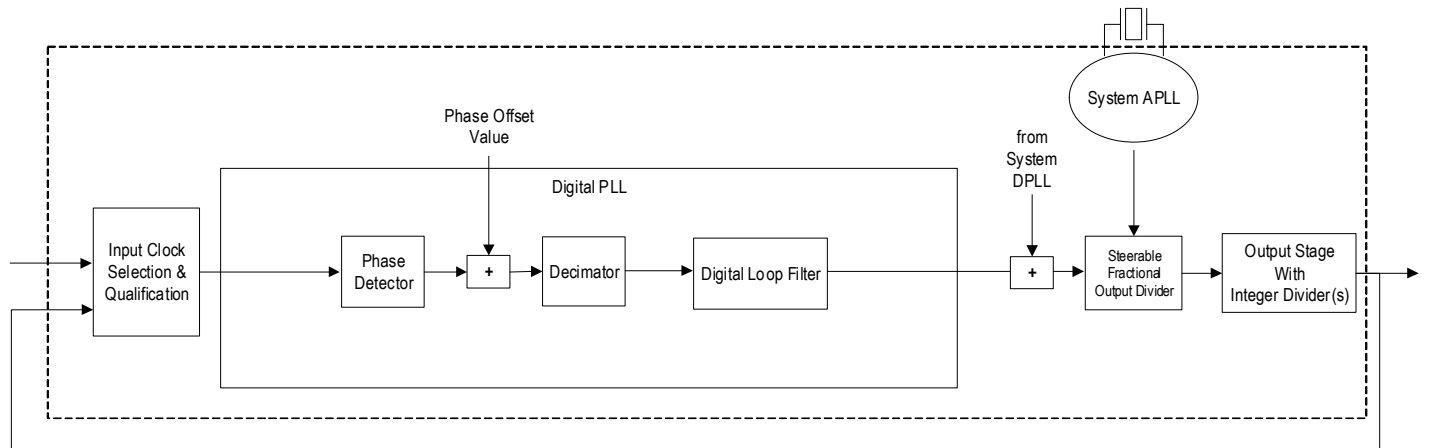 System APLL
Phase Offset
Value
from
System
DPLL
Digital PLL
Input Clock
Selection &
Qualification
Phase
Detector
+
Decimator
Digital Loop Filter
+
Steerable
Fractional
Output Divider
Output Stage
With
Integer Divider(s)